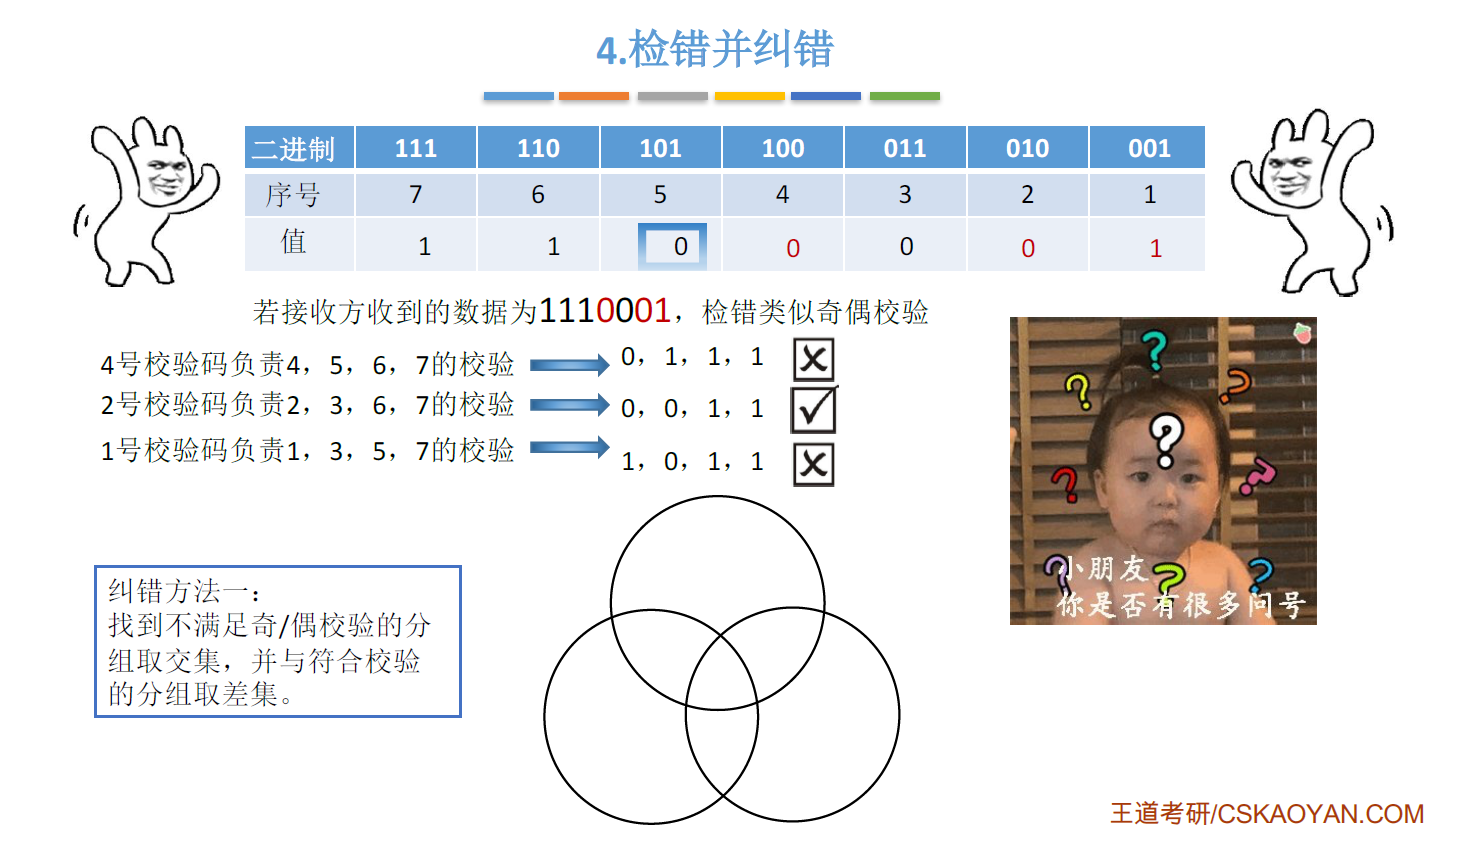 4.检错并纠错
二进制 111 110 101 100 011 010 001
序号 7 6 5 4 3 2 1
值 1 1 0 0 0 0 1
若接收方收到的数据为1110001，检错类似奇偶校验
4号校验码负责4，5，6，7的校验 0，1，1，1
2号校验码负责2，3，6，7的校验 0，0，1，1
1号校验码负责1，3，5，7的校验 1，0，1，1
纠错方法一：
找到不满足奇/偶校验的分
组取交集，并与符合校验
的分组取差集。
小朋友
你是否有很多问号
王道考研/CSKAOYAN.COM